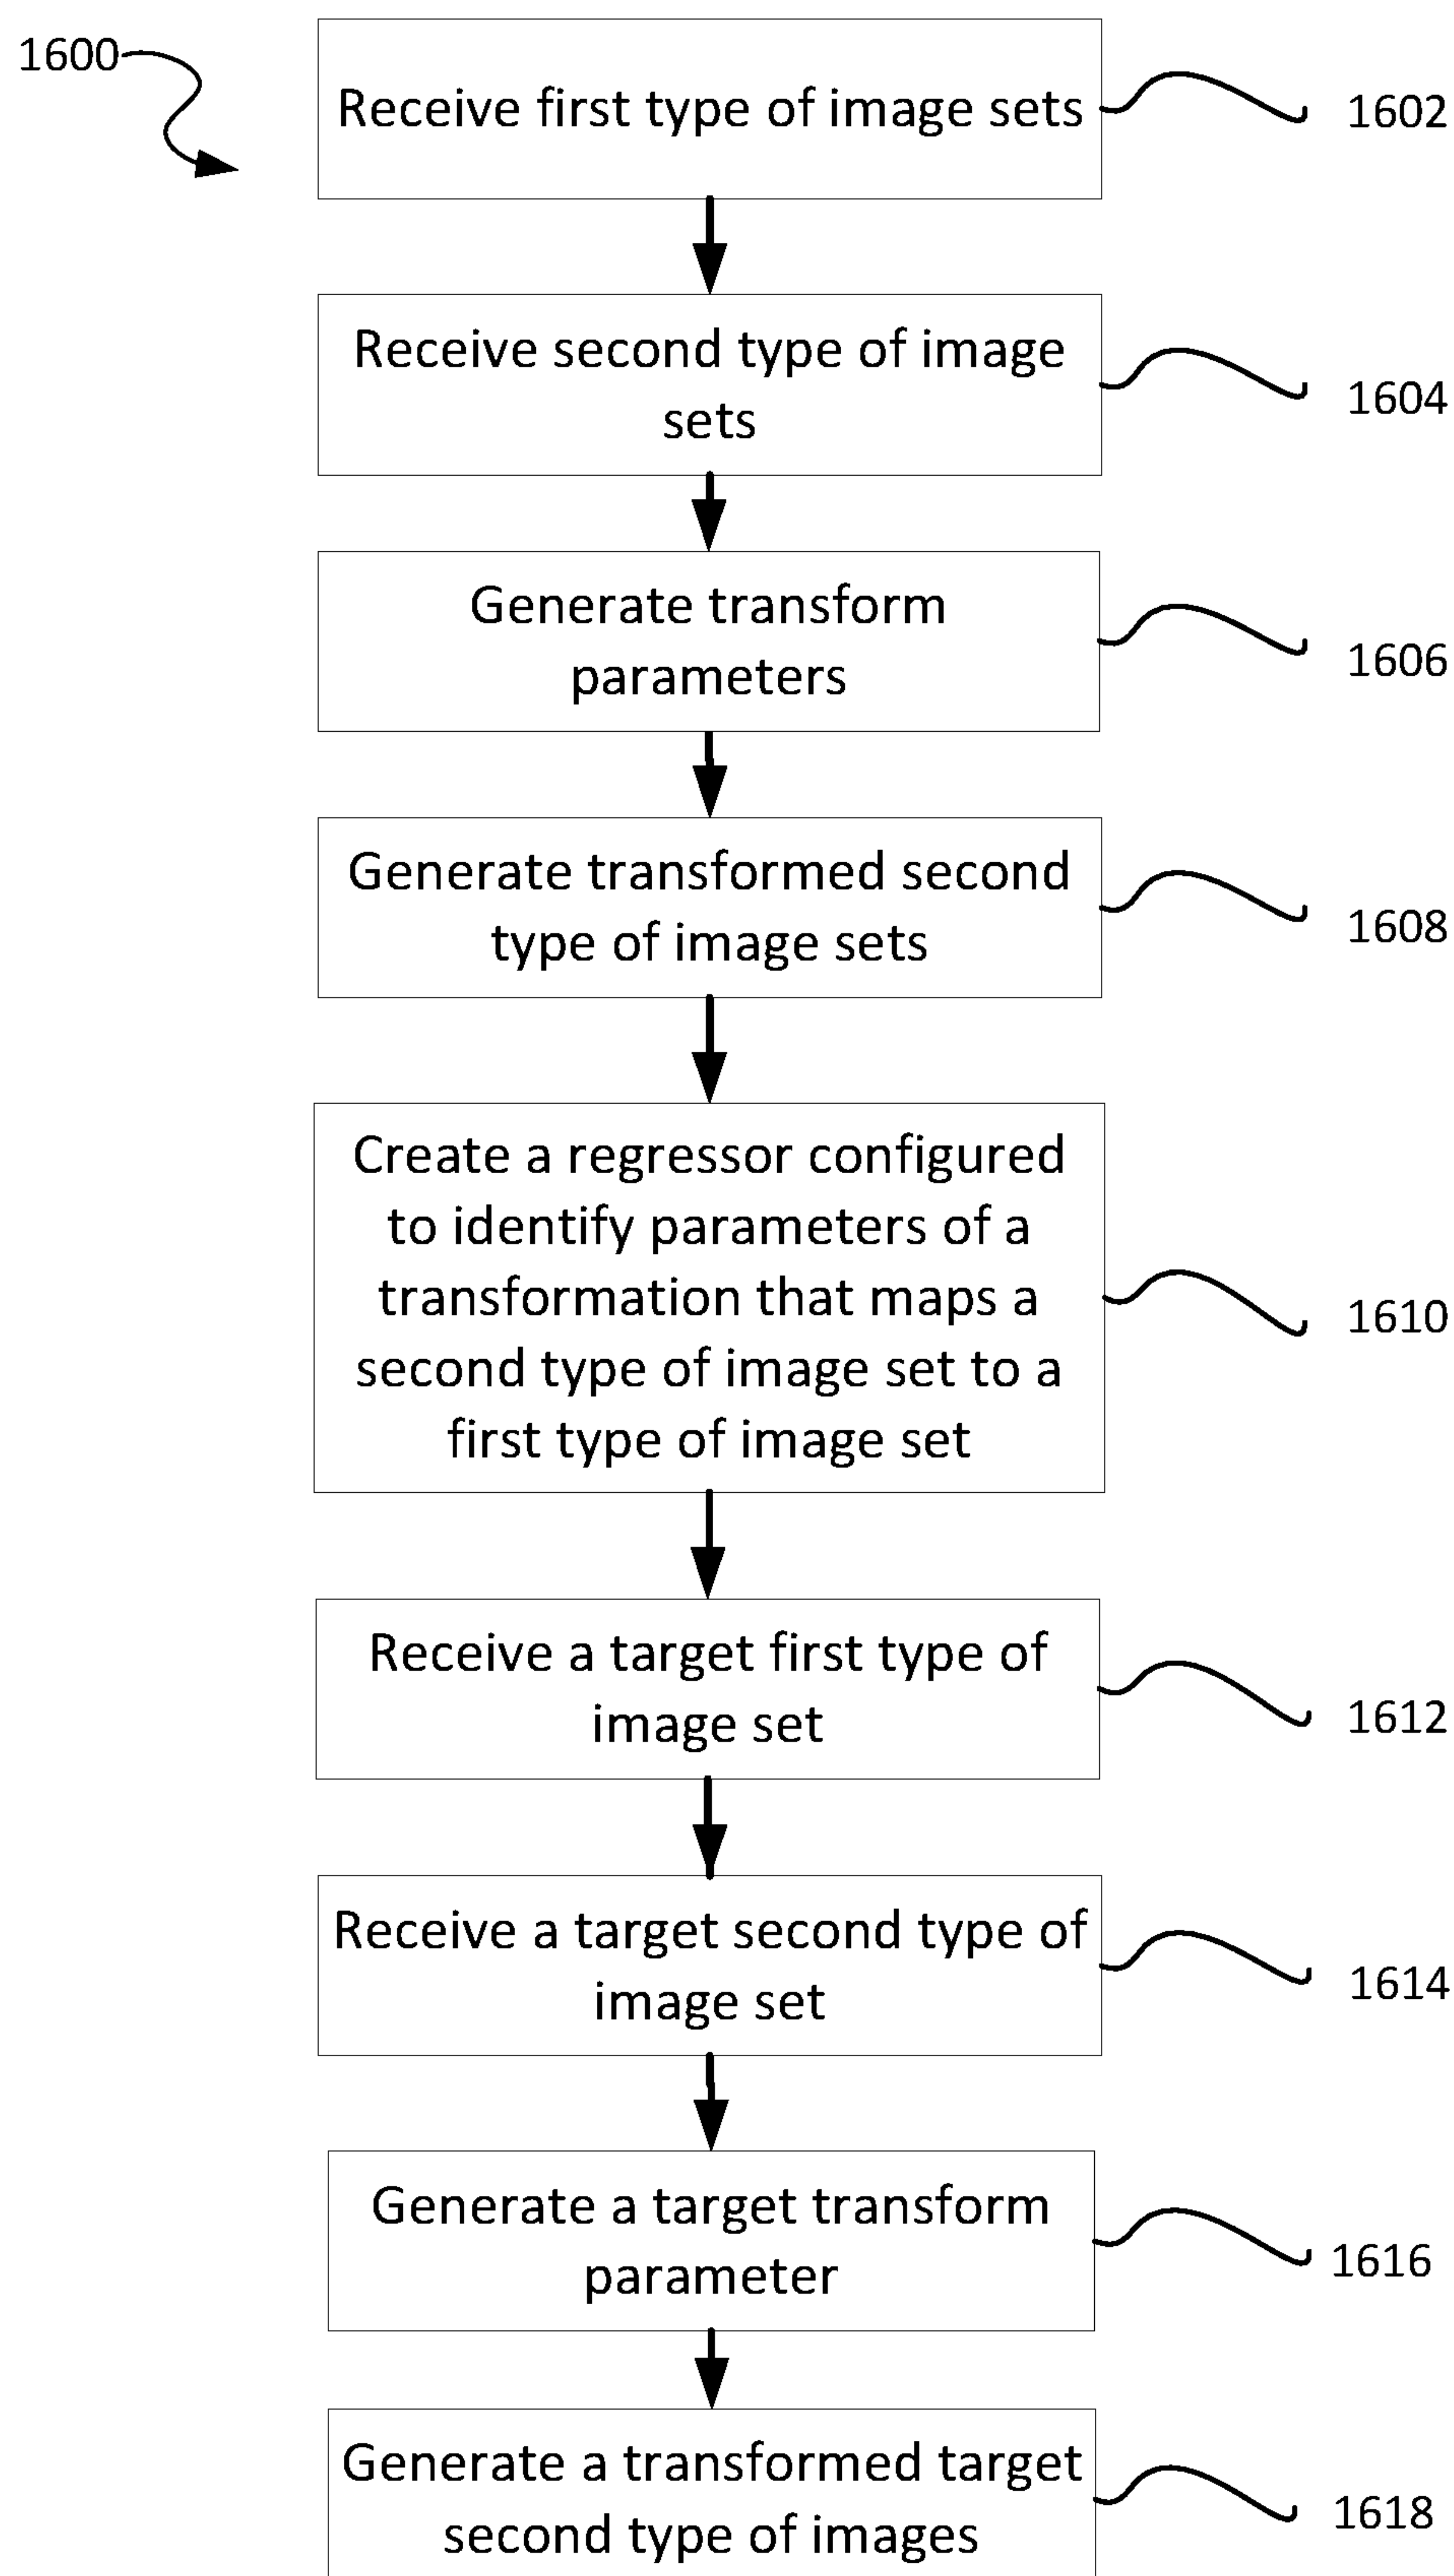 1600
Receive first type of image sets
1602
Receive second type of image
sets
1604
Generate transform
parameters
1606
Generate transformed second
type of image sets
1608
Create a regressor configured
to identify parameters of a
transformation that maps a
second type of image set to a
first type of image set
1610
Receive a target first type of
image set
1612
Receive a target second type of
image set
1614
Generate a target transform
parameter
1616
Generate a transformed target
second type of images
1618